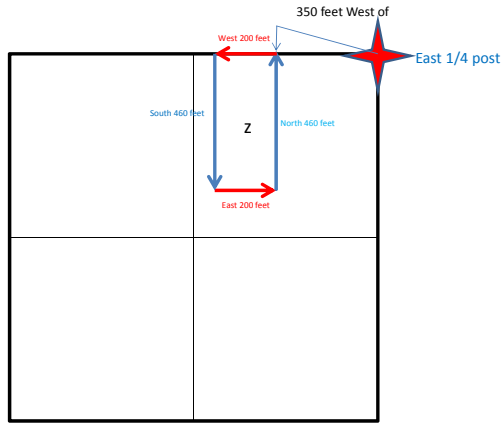 350 feet West of
West 200 feet
East 1/4 post
South 460 feet
Z
North 460 feet
East 200 feet